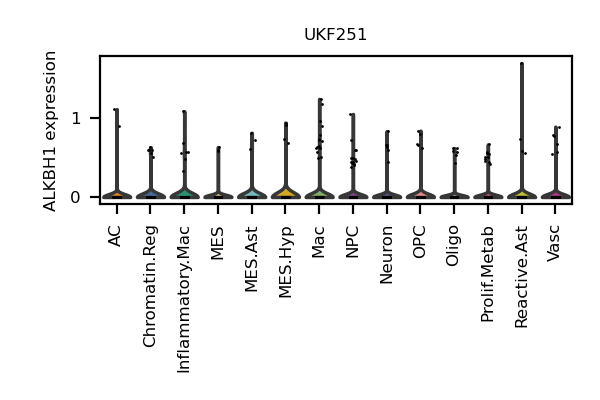 UKF251
ALKBH1 expression
1
0
AC
Chromatin.Reg
Inflammatory.Mac
MES
MES.Ast
MES.Hyp
Mac
NPC
Neuron
OPC
Oligo
Prolif.Metab
Reactive.Ast
Vasc